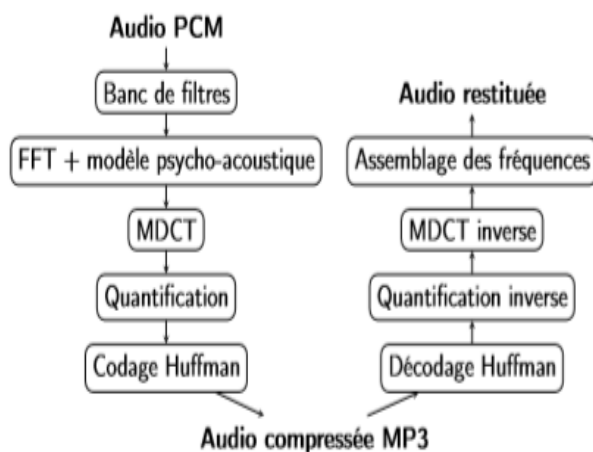 Audio PCM
Banc de filtres
FFT + modèle psycho-acoustique
MDCT
Quantification
Codage Huffman
Audio compressée MP3
Décodage Huffman
Quantification inverse
MDCT inverse
Assemblage des fréquences
Audio restituée